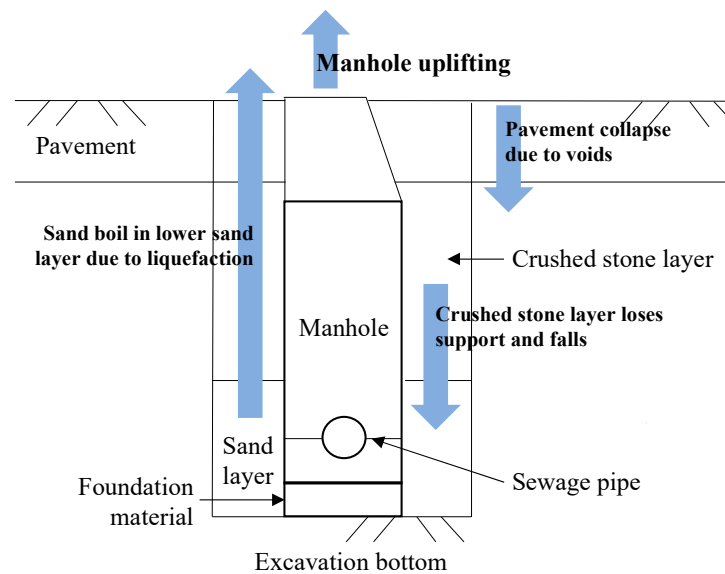 Manhole uplifting
Pavement collapse
due to voids
Pavement
Sand boil in lower sand
layer due to liquefaction
Crushed stone layer
Crushed stone layer loses
support and falls
Manhole
Sand
layer
Sewage pipe
Foundation
material
Excavation bottom